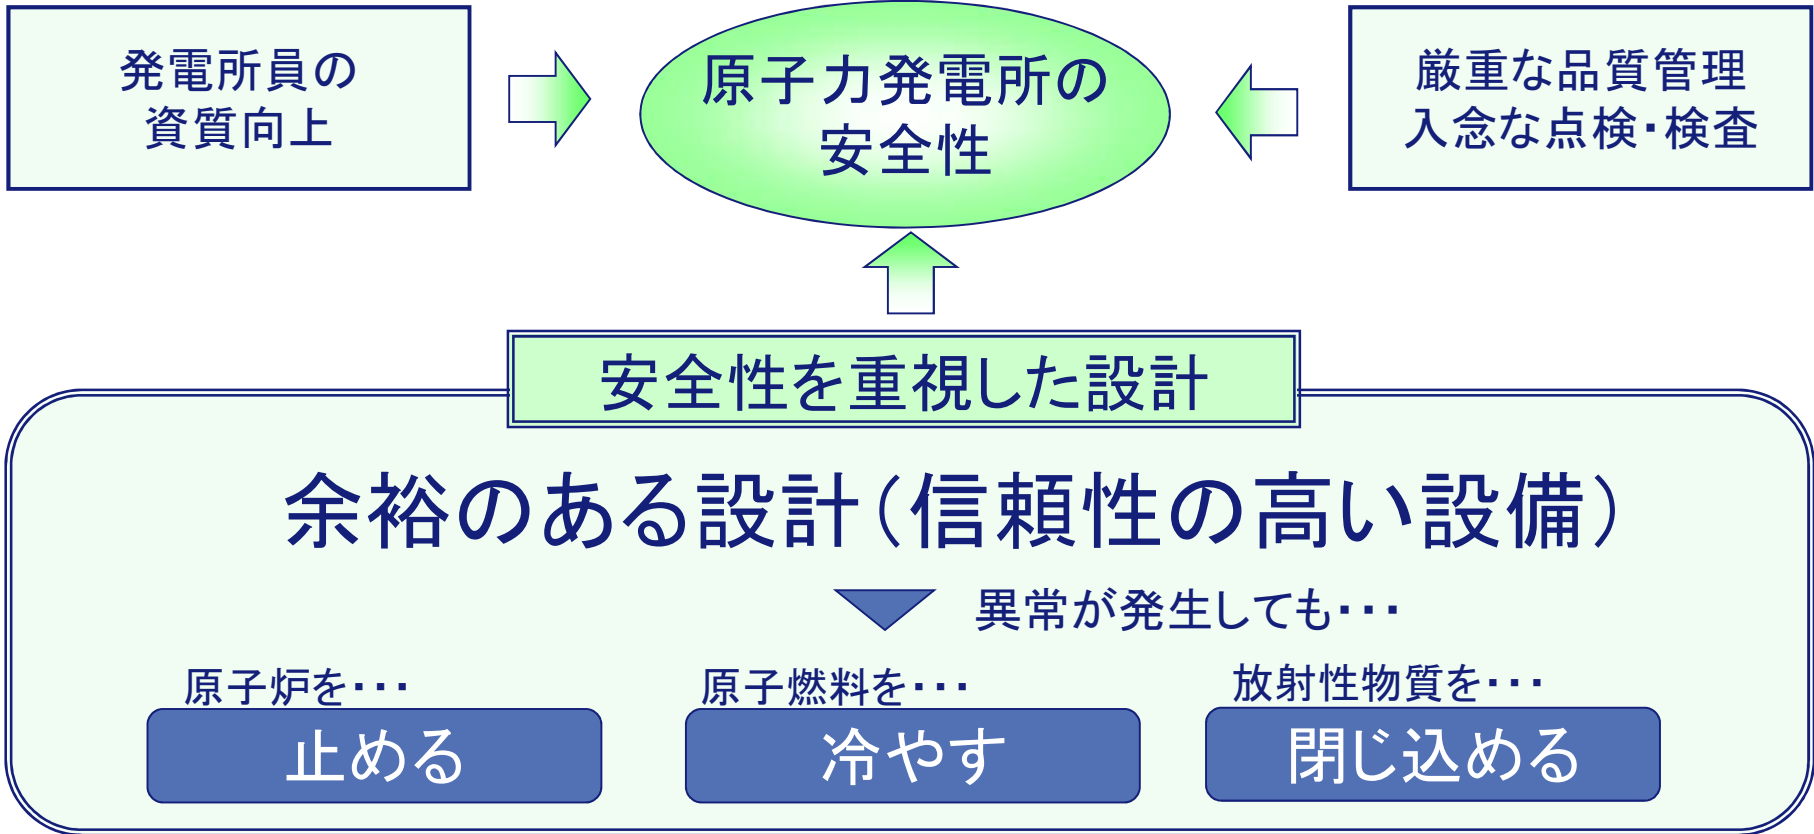 発電所員の
資質向上
原子力発電所の
安全性
厳重な品質管理
入念な点検・検査
安全性を重視した設計
余裕のある設計（信頼性の高い設備）
異常が発生しても・・・
原子炉を・・・
止める
原子燃料を・・・
冷やす
放射性物質を・・・
閉じ込める